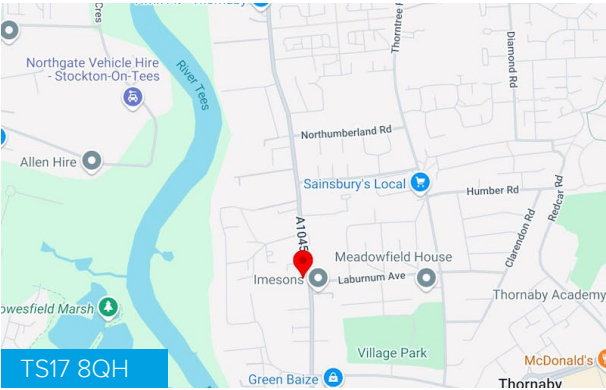 Cres
Northgate Vehicle Hire
- Stockton-On-Tees
River Tees
Allen Hire
Thorntree
Diamond Rd
Northumberland Rd
Sainsbury's Local
Humber Rd
Redcar Rd
Clarendon Rd
A1045
Meadowfield House
Imesons
Laburnum Ave
Thornaby Academy
owesfield Marsh
Village Park
McDonald's
Green Baize
Thornaby
TS17 8QH